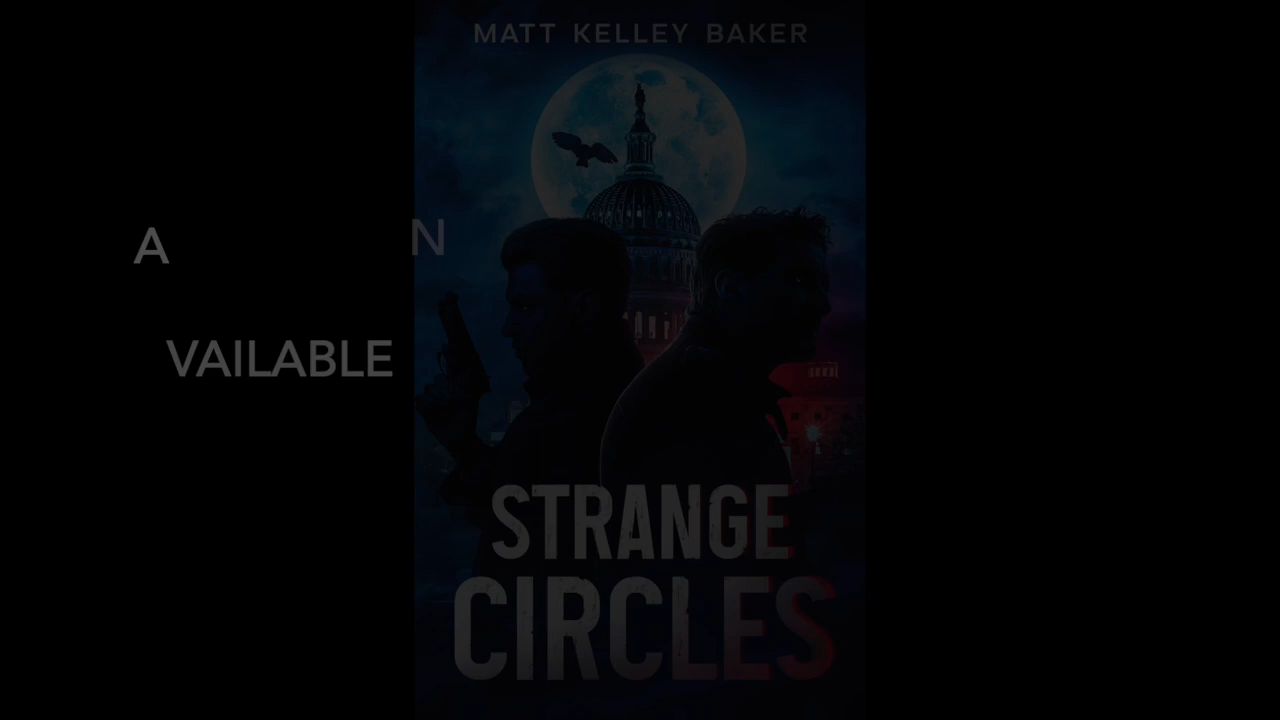 MATT KELLEY BAKER
A
N
VAILABLE
STRANGE
CIRCLES